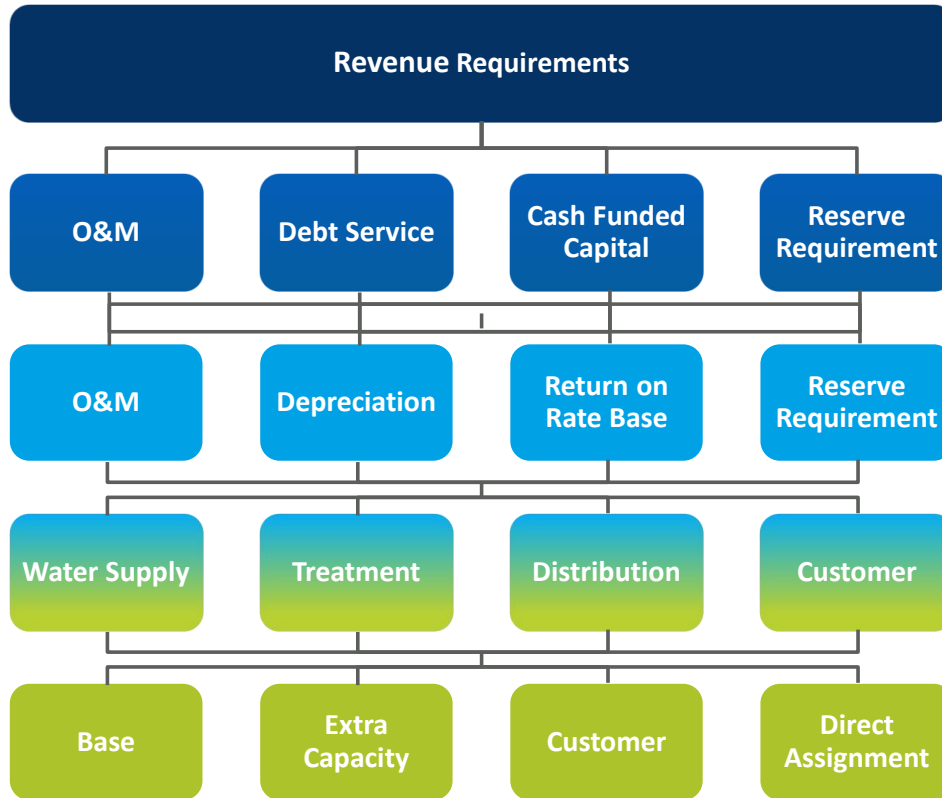 Revenue Requirements
O&M
Debt Service
Cash Funded
Capital
Reserve
Requirement
O&M
Depreciation
Return on
Rate Base
Reserve
Requirement
Water Supply
Treatment
Distribution
Customer
Base
Extra
Capacity
Customer
Direct
Assignment